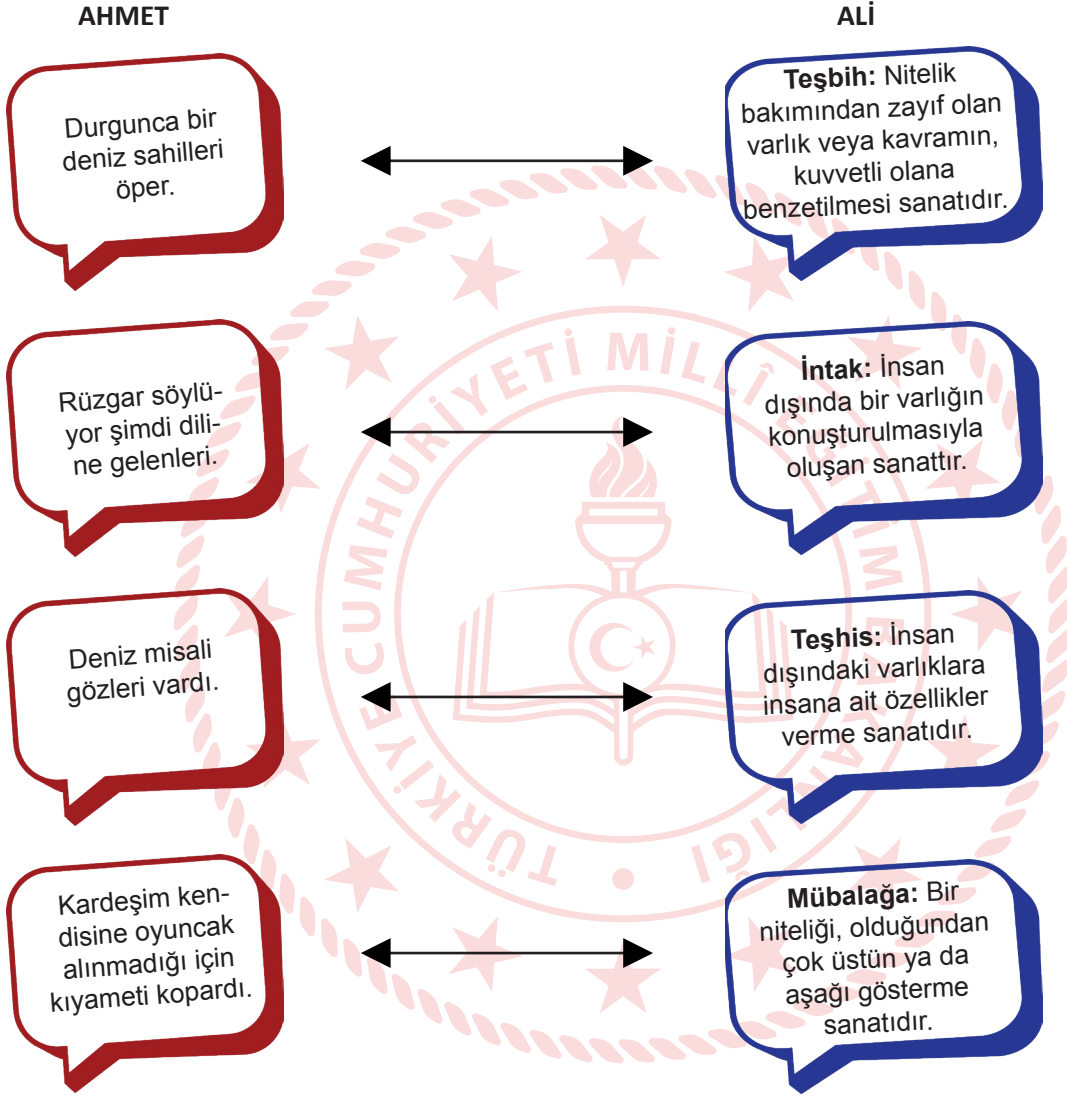 AHMET
ALİ
Durgunca bir
deniz sahilleri
öper.
Teşbih: Nitelik
bakımından zayıf olan
varlık veya kavramın,
kuvvetli olana
benzetilmesi sanatıdır.
Rüzgar söylü-
yor şimdi dili-
ne gelenleri.
İntak: İnsan
dışında bir varlığın
konuşturulmasıyla
oluşan sanattır.
Deniz misali
gözleri vardı.
Teşhis: İnsan
dışındaki varlıklara
insana ait özellikler
verme sanatıdır.
Kardeşim ken-
disine oyuncak
alınmadığı için
kıyameti kopardı.
Mübalağa: Bir
niteliği, olduğundan
çok üstün ya da
aşağı gösterme
sanatıdır.
TÜRKİYE CUMHURİYETİ MİLLÎ EĞİTİM BAKANLIĞI